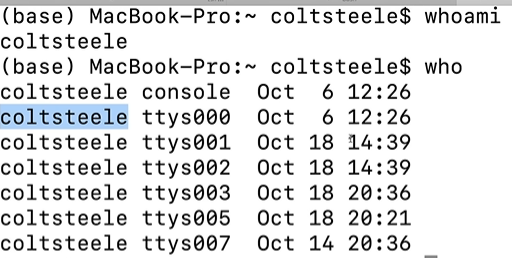 (base) MacBook-Pro:~ coltsteele$ whoami
coltsteele
(base) MacBook-Pro:~ coltsteele$ who
coltsteele console  Oct  6 12:26
coltsteele ttys000  Oct  6 12:26
coltsteele ttys001  Oct 18 14:39
coltsteele ttys002  Oct 18 14:39
coltsteele ttys003  Oct 18 20:36
coltsteele ttys005  Oct 18 20:21
coltsteele ttys007  Oct 14 20:36